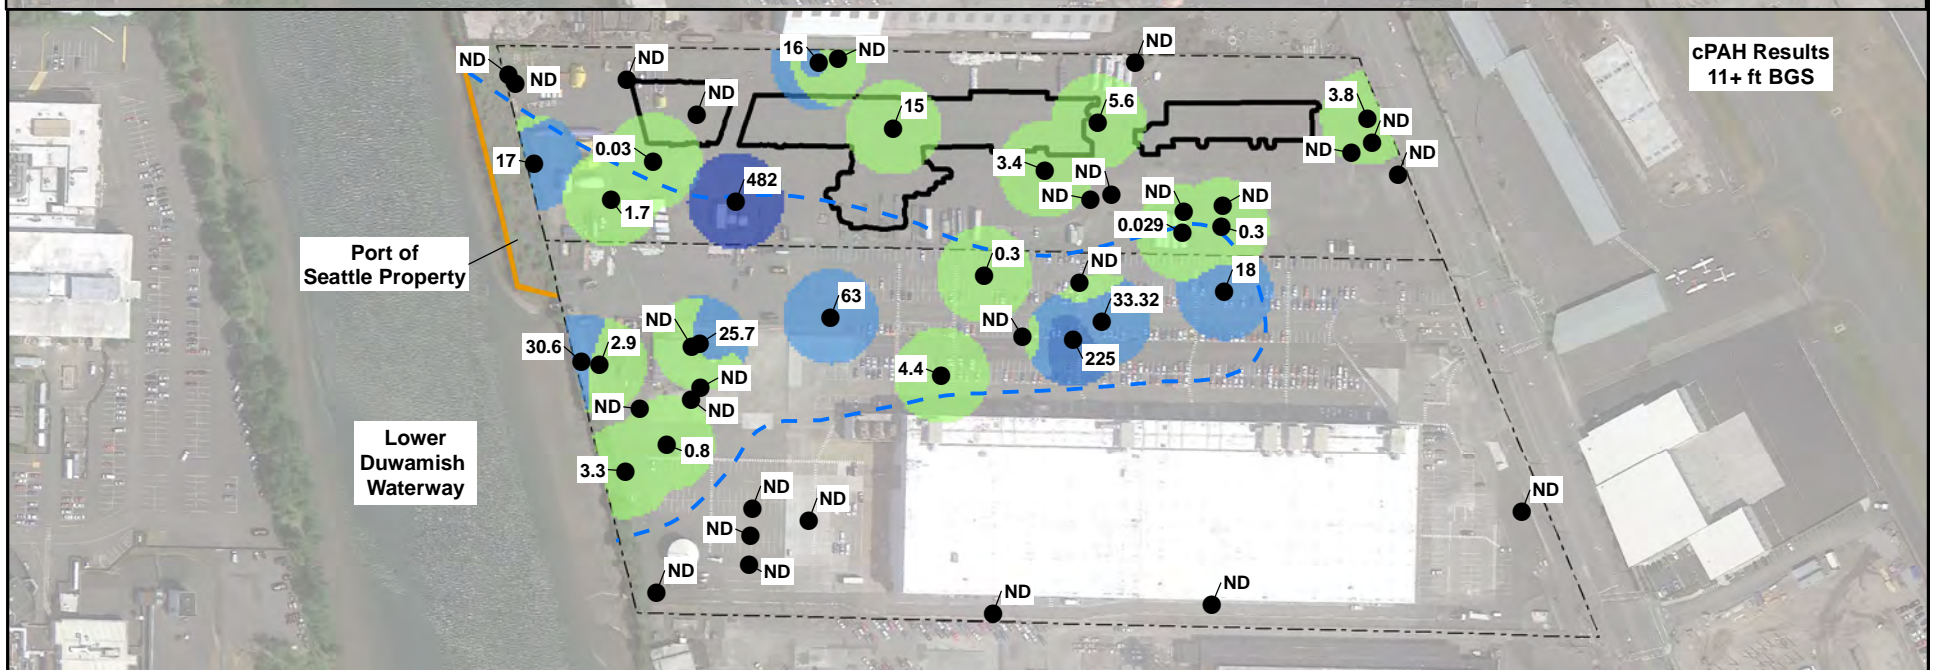 cPAH Results
11+ ft BGS
ND
ND
ND
ND
16
ND
ND
15
5.6
3.8
ND
ND
ND
17
0.03
1.7
482
3.4
ND
ND
ND
0.029
0.3
Port of
Seattle Property
0.3
ND
18
63
33.32
ND
225
30.6
2.9
ND
25.7
4.4
ND
ND
ND
0.8
3.3
Lower
Duwamish
Waterway
ND
ND
ND
ND
ND
ND
ND
ND
ND